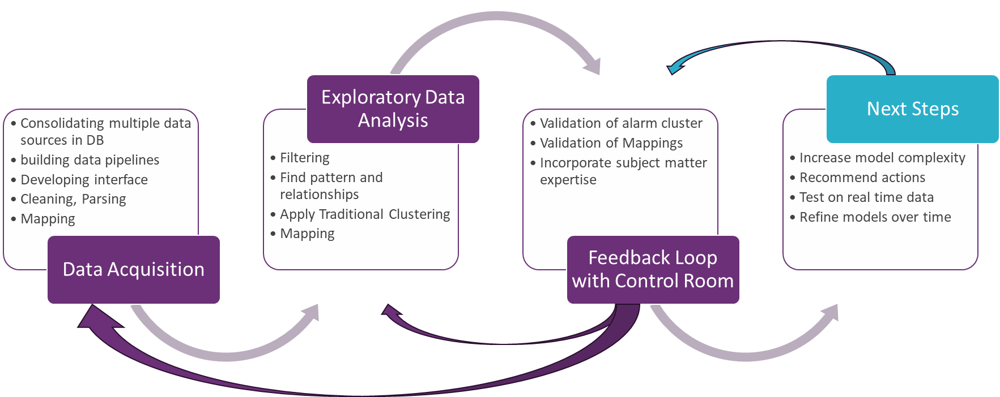 • Consolidating multiple data
sources in DB
• building data pipelines
• Developing interface
• Cleaning, Parsing
• Mapping
Data Acquisition
Exploratory Data
Analysis
• Filtering
• Find pattern and
relationships
• Apply Traditional Clustering
• Mapping
• Validation of alarm cluster
• Validation of Mappings
• Incorporate subject matter
expertise
Feedback Loop
with Control Room
Next Steps
• Increase model complexity
• Recommend actions
• Test on real time data
• Refine models over time